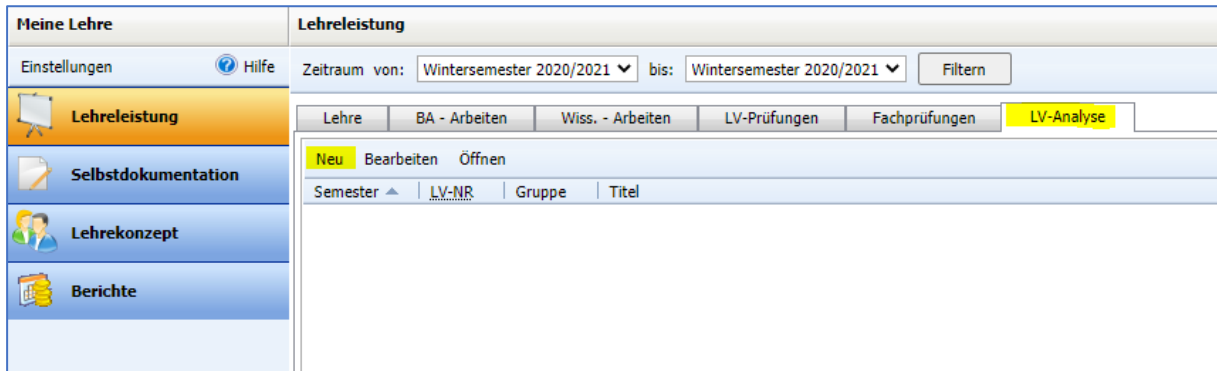 Meine Lehre
Einstellungen Hilfe
Lehreleistung
Selbstdokumentation
Lehrekonzept
Berichte
Lehreleistung
Zeitraum von: Wintersemester 2020/2021 bis: Wintersemester 2020/2021 Filtern
Lehre BA - Arbeiten Wiss. - Arbeiten LV-Prüfungen Fachprüfungen LV-Analyse
Neu Bearbeiten Öffnen
Semester LV-NR Gruppe Titel